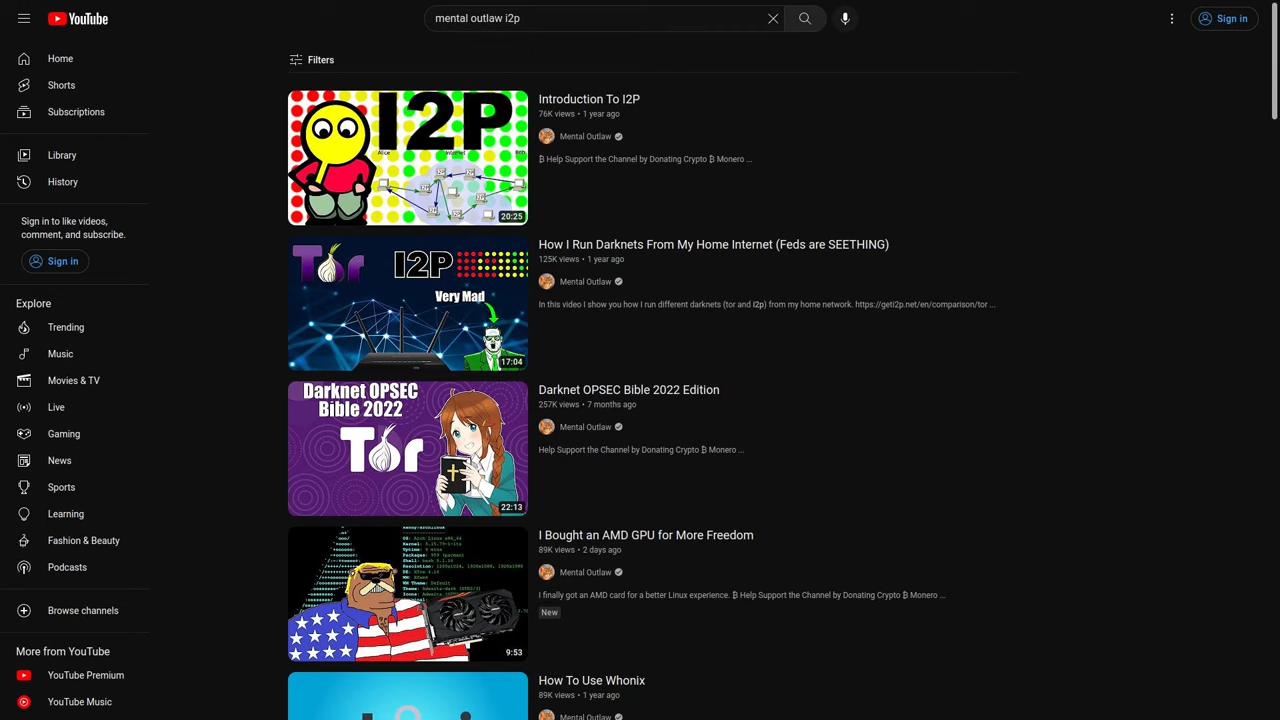 YouTube
mental outlaw i2p
Sign in
Home
Shorts
Subscriptions
Library
History
Sign in to like videos,
comment, and subscribe.
Sign in
Explore
Trending
Music
Movies & TV
Live
Gaming
News
Sports
Learning
Fashion & Beauty
Podcasts
Browse channels
More from YouTube
YouTube Premium
YouTube Music
Filters
I2P
Alice
Internet
20:25
Introduction To I2P
76K views • 1 year ago
Mental Outlaw
₿ Help Support the Channel by Donating Crypto ₿ Monero ...
Tor
I2P
Very Mad
17:04
How I Run Darknets From My Home Internet (Feds are SEETHING)
125K views • 1 year ago
Mental Outlaw
In this video I show you how I run different darknets (tor and i2p) from my home network. https://geti2p.net/en/comparison/tor ...
Darknet OPSEC
Bible 2022
Tor
22:13
Darknet OPSEC Bible 2022 Edition
257K views • 7 months ago
Mental Outlaw
Help Support the Channel by Donating Crypto ₿ Monero ...
9:53
I Bought an AMD GPU for More Freedom
89K views • 2 days ago
Mental Outlaw
I finally got an AMD card for a better Linux experience. ₿ Help Support the Channel by Donating Crypto ₿ Monero ...
New
How To Use Whonix
89K views • 1 year ago
Mental Outlaw